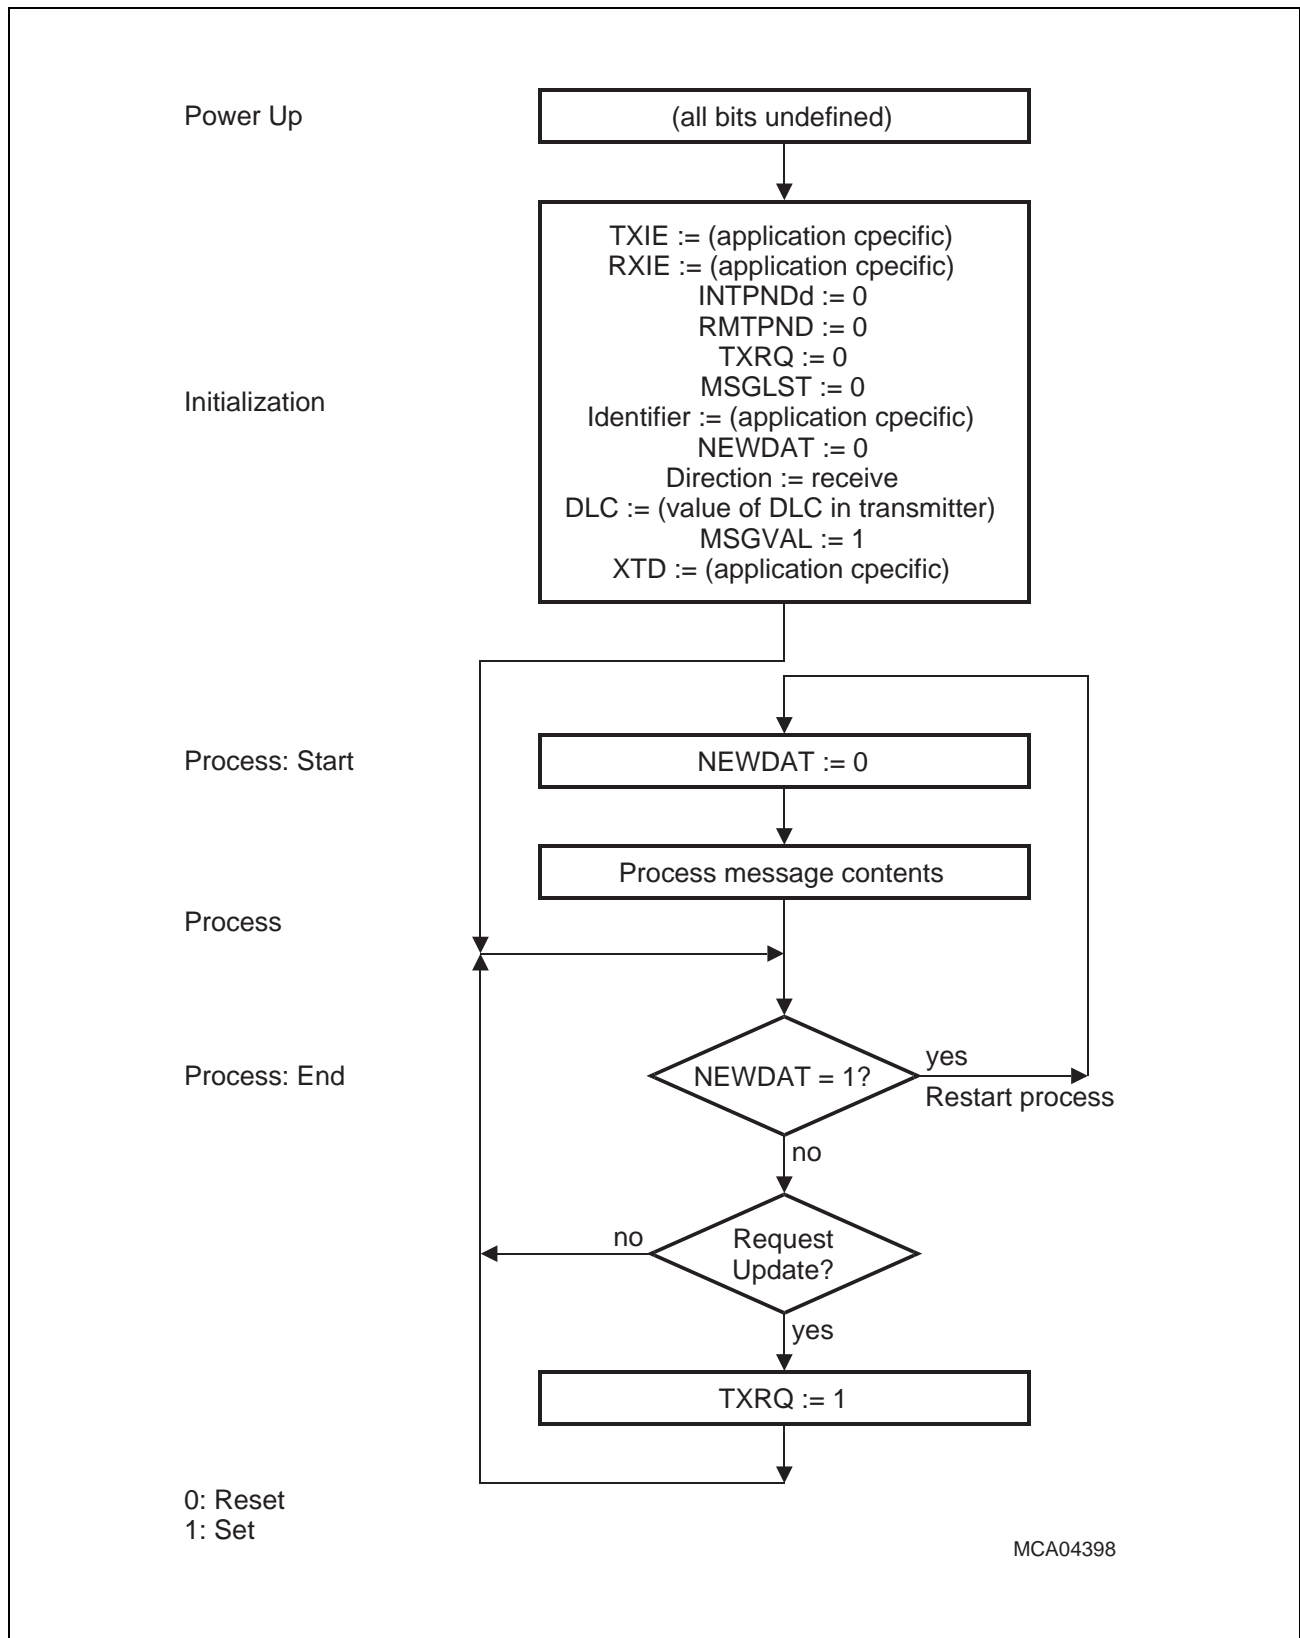 Power Up
(all bits undefined)
TXIE := (application cpecific)
RXIE := (application cpecific)
INTPNDd := 0
RMTPND := 0
TXRQ := 0
MSGLST := 0
Initialization
Identifier := (application cpecific)
NEWDAT := 0
Direction := receive
DLC := (value of DLC in transmitter)
MSGVAL := 1
XTD := (application cpecific)
Process: Start
NEWDAT := 0
Process message contents
Process
Process: End
NEWDAT = 1?
yes
Restart process
no
no
Request
Update?
yes
TXRQ := 1
0: Reset
1: Set
MCA04398